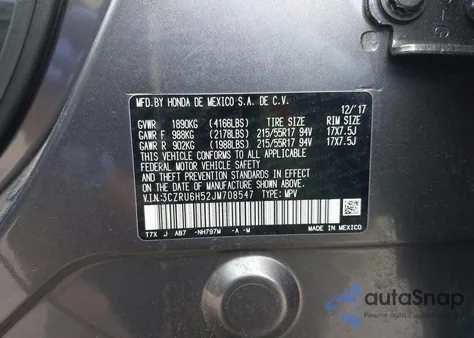 MFD.BY HONDA DE MEXICO S.A. DE C.V.
12/'17
GVWR 1890KG (4166LBS) TIRE SIZE RIM SIZE
GAWR F 988KG (2178LBS) 215/55R17 94V 17X7.5J
GAWR R 902KG (1988LBS) 215/55R17 94V 17X7.5J
THIS VEHICLE CONFORMS TO ALL APPLICABLE
FEDERAL MOTOR VEHICLE SAFETY
AND THEFT PREVENTION STANDARDS IN EFFECT
ON THE DATE OF MANUFACTURE SHOWN ABOVE.
V.I.N:3CZRU6H52JM708547 TYPE: MPV
T7X J AB7 -NH797M -A -M
MADE IN
MEXICO
autoSnap